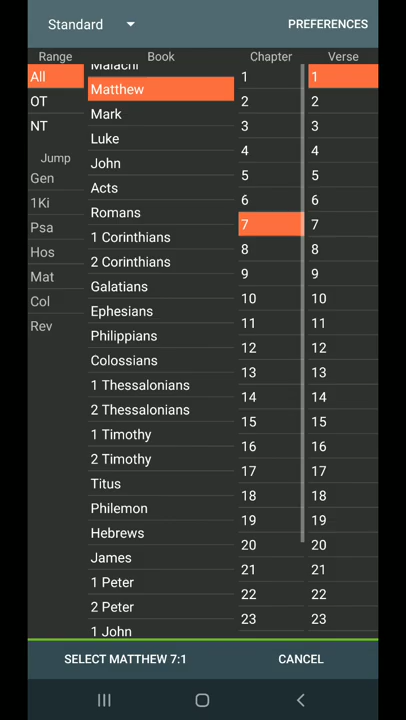 Standard PREFERENCES
Range Book Chapter Verse
All
OT
NT
Jump
Gen
1Ki
Psa
Hos
Mat
Col
Rev
Malachi
Matthew
Mark
Luke
John
Acts
Romans
1 Corinthians
2 Corinthians
Galatians
Ephesians
Philippians
Colossians
1 Thessalonians
2 Thessalonians
1 Timothy
2 Timothy
Titus
Philemon
Hebrews
James
1 Peter
2 Peter
1 John
1
2
3
4
5
6
7
8
9
10
11
12
13
14
15
16
17
18
19
20
21
22
23
1
2
3
4
5
6
7
8
9
10
11
12
13
14
15
16
17
18
19
20
21
22
23
SELECT MATTHEW 7:1 CANCEL